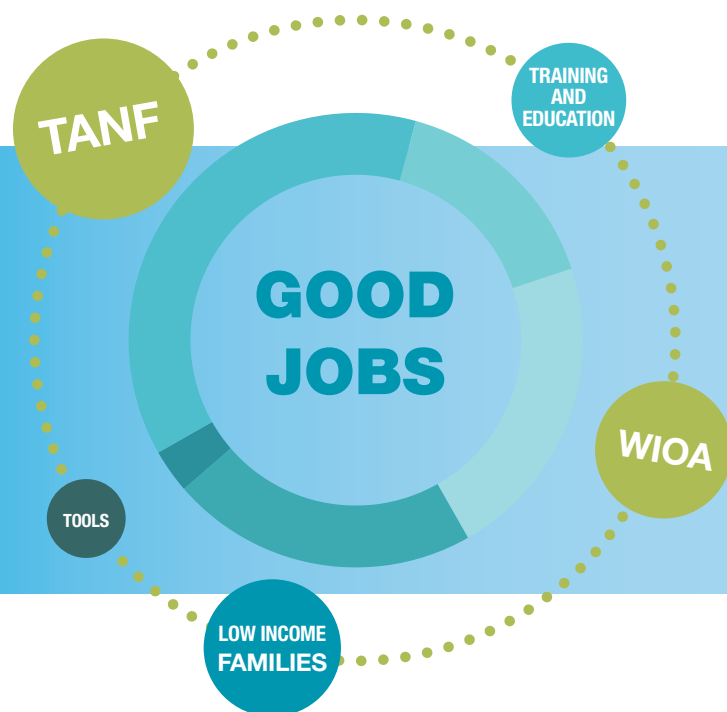 TANF
TRAINING
AND
EDUCATION
GOOD
JOBS
WIOA
TOOLS
LOW INCOME
FAMILIES